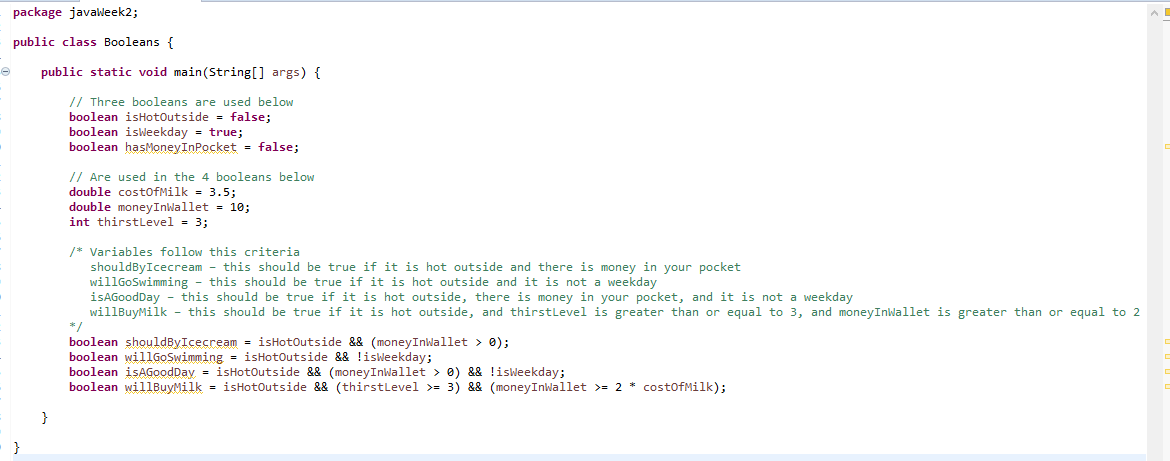 package javaWeek2;
public class Booleans {
public static void main(String[] args) {
// Three booleans are used below
boolean isHotOutside = false;
boolean isWeekday = true;
boolean hasMoneyInPocket = false;
// Are used in the 4 booleans below
double costOfMilk = 3.5;
double moneyInWallet = 10;
int thirstLevel = 3;
/* Variables follow this criteria
shouldByIcecream – this should be true if it is hot outside and there is money in your pocket
willGoSwimming – this should be true if it is hot outside and it is not a weekday
isAGoodDay – this should be true if it is hot outside, there is money in your pocket, and it is not a weekday
willBuyMilk – this should be true if it is hot outside, and thirstLevel is greater than or equal to 3, and moneyInWallet is greater than or equal to 2
*/
boolean shouldByIcecream = isHotOutside && (moneyInWallet > 0);
boolean willGoSwimming = isHotOutside && !isWeekday;
boolean isAGoodDay = isHotOutside && (moneyInWallet > 0) && !isWeekday;
boolean willBuyMilk = isHotOutside && (thirstLevel >= 3) && (moneyInWallet >= 2 * costOfMilk);
}
}